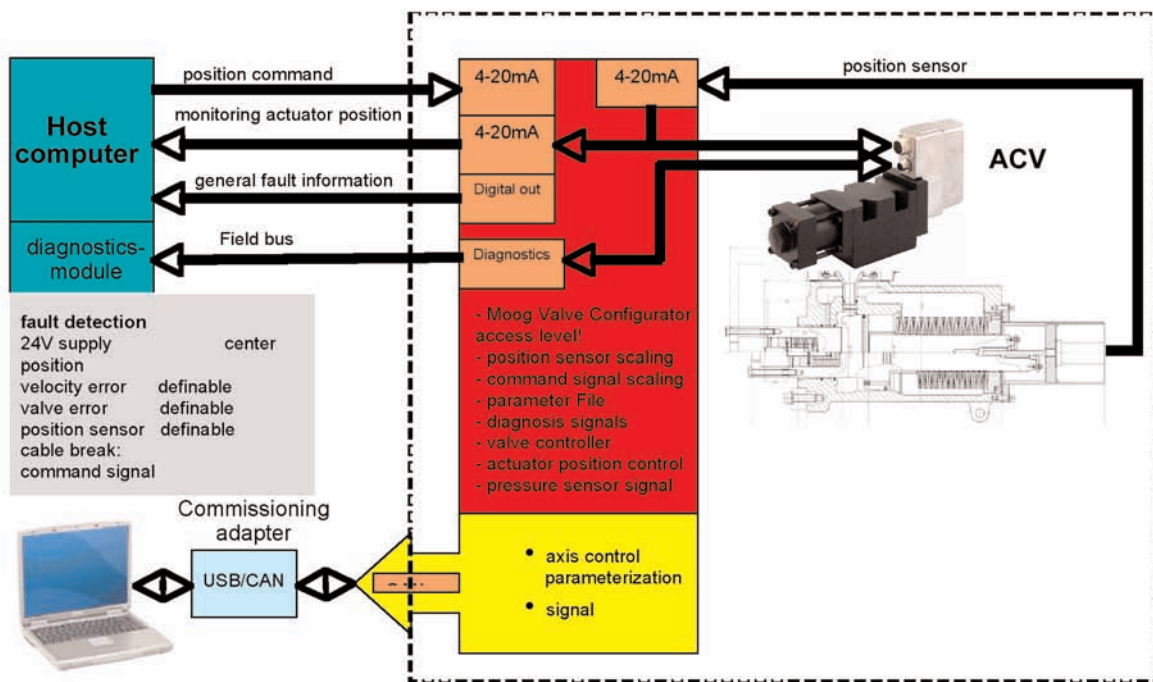 position command
4-20mA
4-20mA
position sensor
Host
computer
monitoring actuator position
4-20mA
ACV
general fault information
Digital out
diagnostics-
module
Field bus
Diagnostics
fault detection
24V supply center
position
velocity error definable
valve error definable
position sensor definable
cable break:
command signal
- Moog Valve Configurator
access level!
- position sensor scaling
- command signal scaling
- parameter File
- diagnosis signals
- valve controller
- actuator position control
- pressure sensor signal
Commissioning
adapter
USB/CAN
• axis control
parameterization
• signal